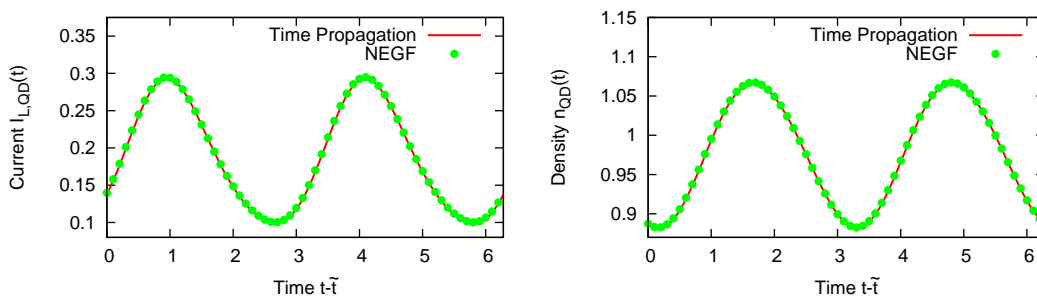 Current I_L,QD(t)
0.35
0.3
0.25
0.2
0.15
0.1
Time Propagation
NEGF
0 1 2 3 4 5 6
Time t-t̃
Density n_QD(t)
1.15
1.1
1.05
1
0.95
0.9
Time Propagation
NEGF
0 1 2 3 4 5 6
Time t-t̃